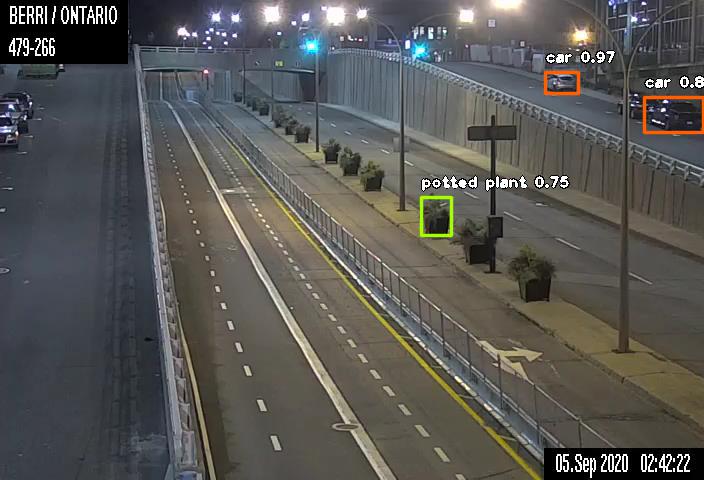 BERRI / ONTARIO
479-266
car 0.97
car 0.8
potted plant 0.75
05.Sep 2020 02:42:22